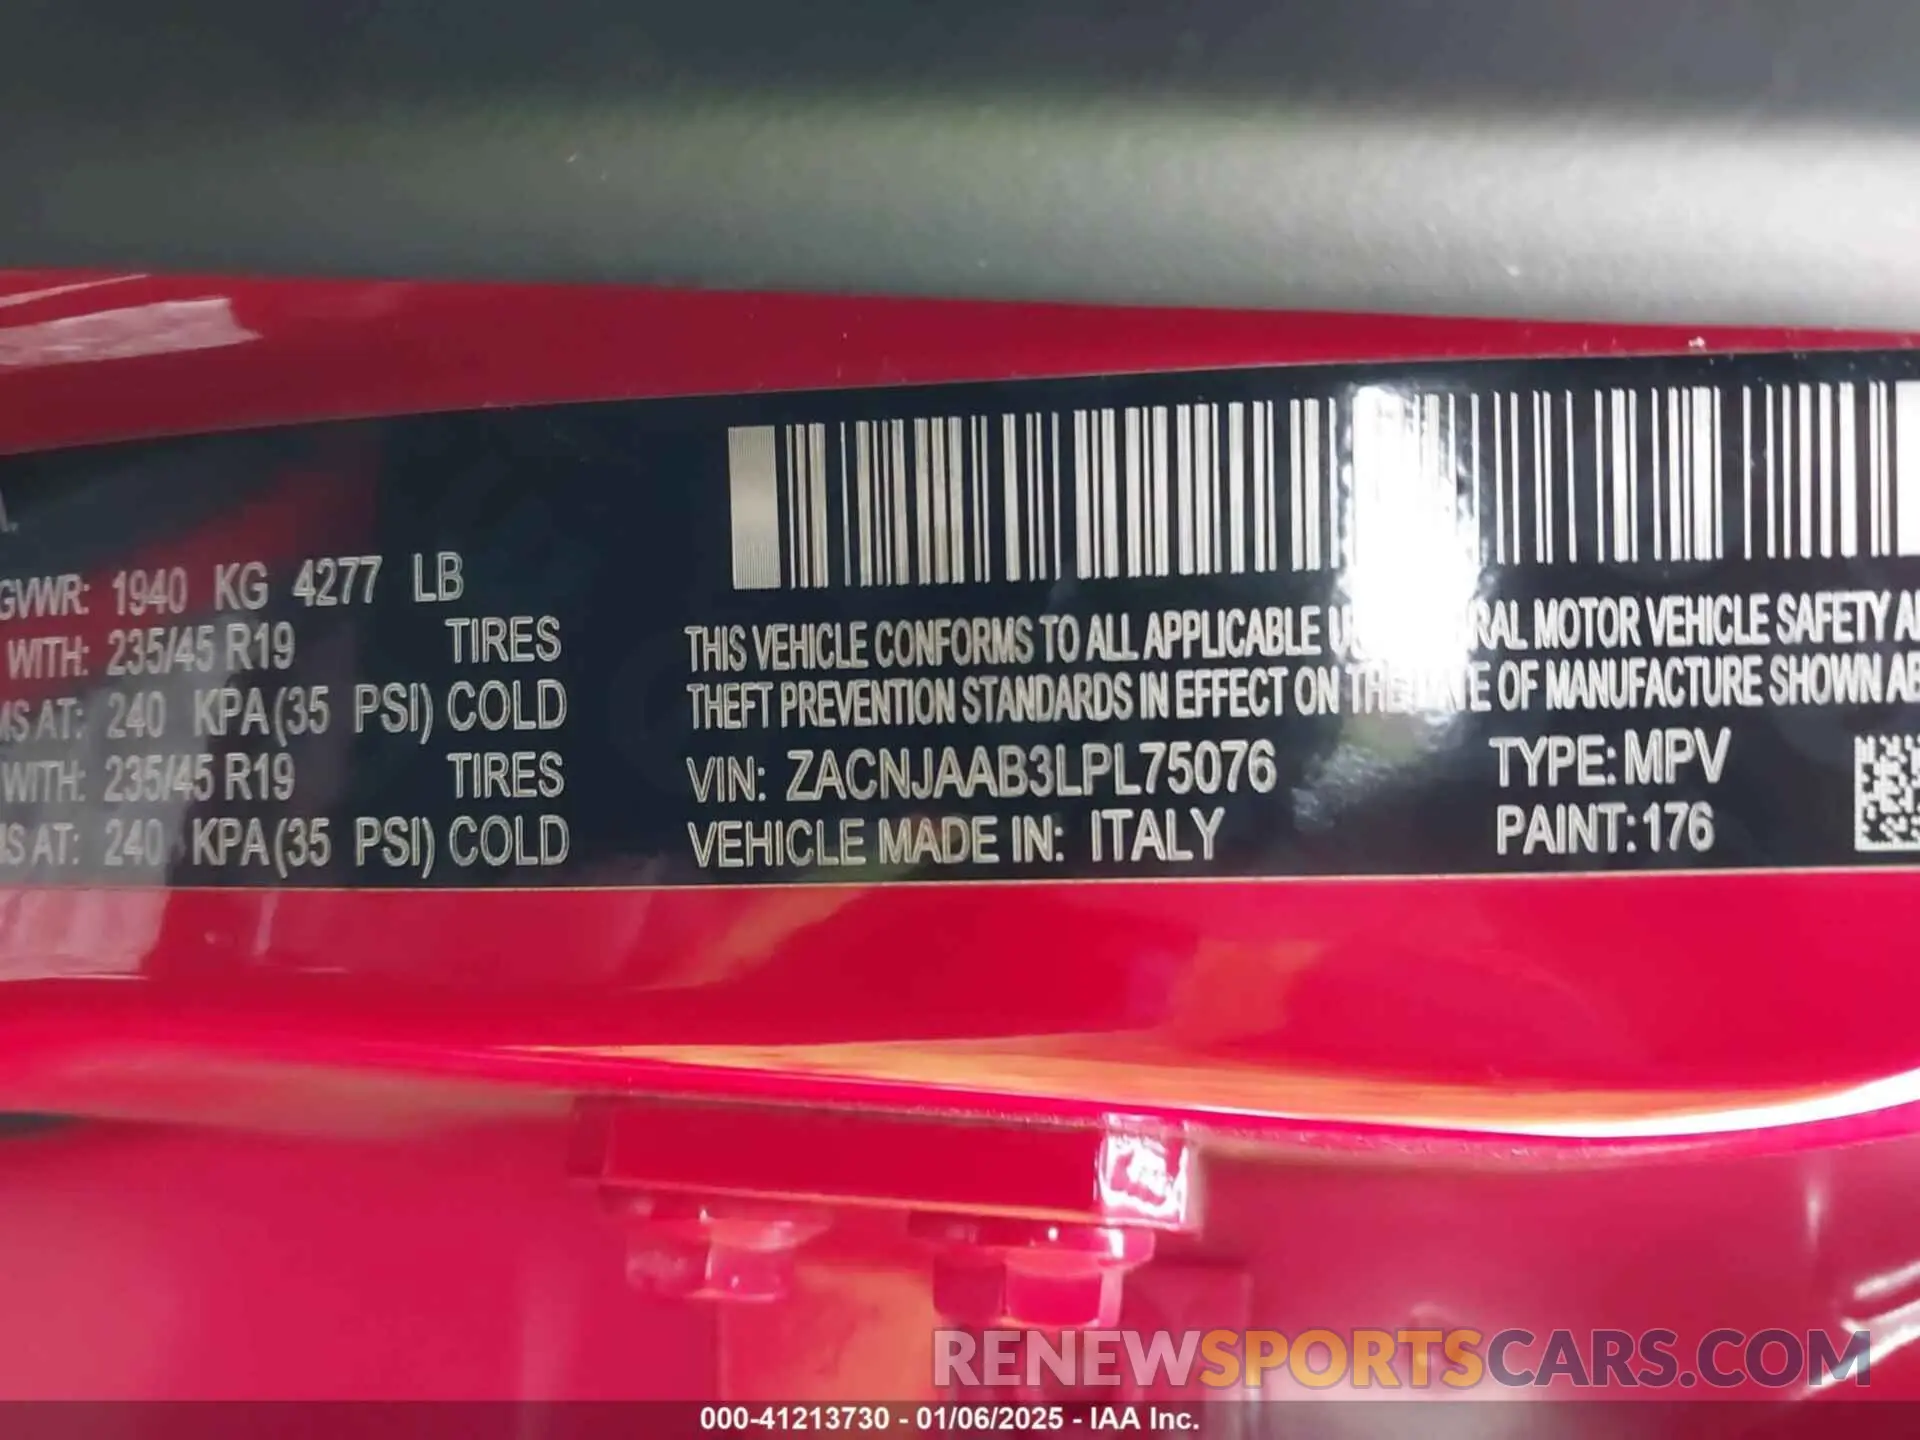 GVWR: 1940 KG 4277 LB
WITH: 235/45 R19 TIRES
AT: 240 KPA (35 PSI) COLD
WITH: 235/45 R19 TIRES
AT: 240 KPA (35 PSI) COLD
THIS VEHICLE CONFORMS TO ALL APPLICABLE MOTOR VEHICLE SAFETY
THEFT PREVENTION STANDARDS IN EFFECT ON THE DATE OF MANUFACTURE SHOWN
VIN: ZACNJAAB3LPL75076 TYPE: MPV
VEHICLE MADE IN: ITALY PAINT: 176
RENEWSPORTSCARS.COM
000-41213730 - 01/06/2025 - IAA Inc.